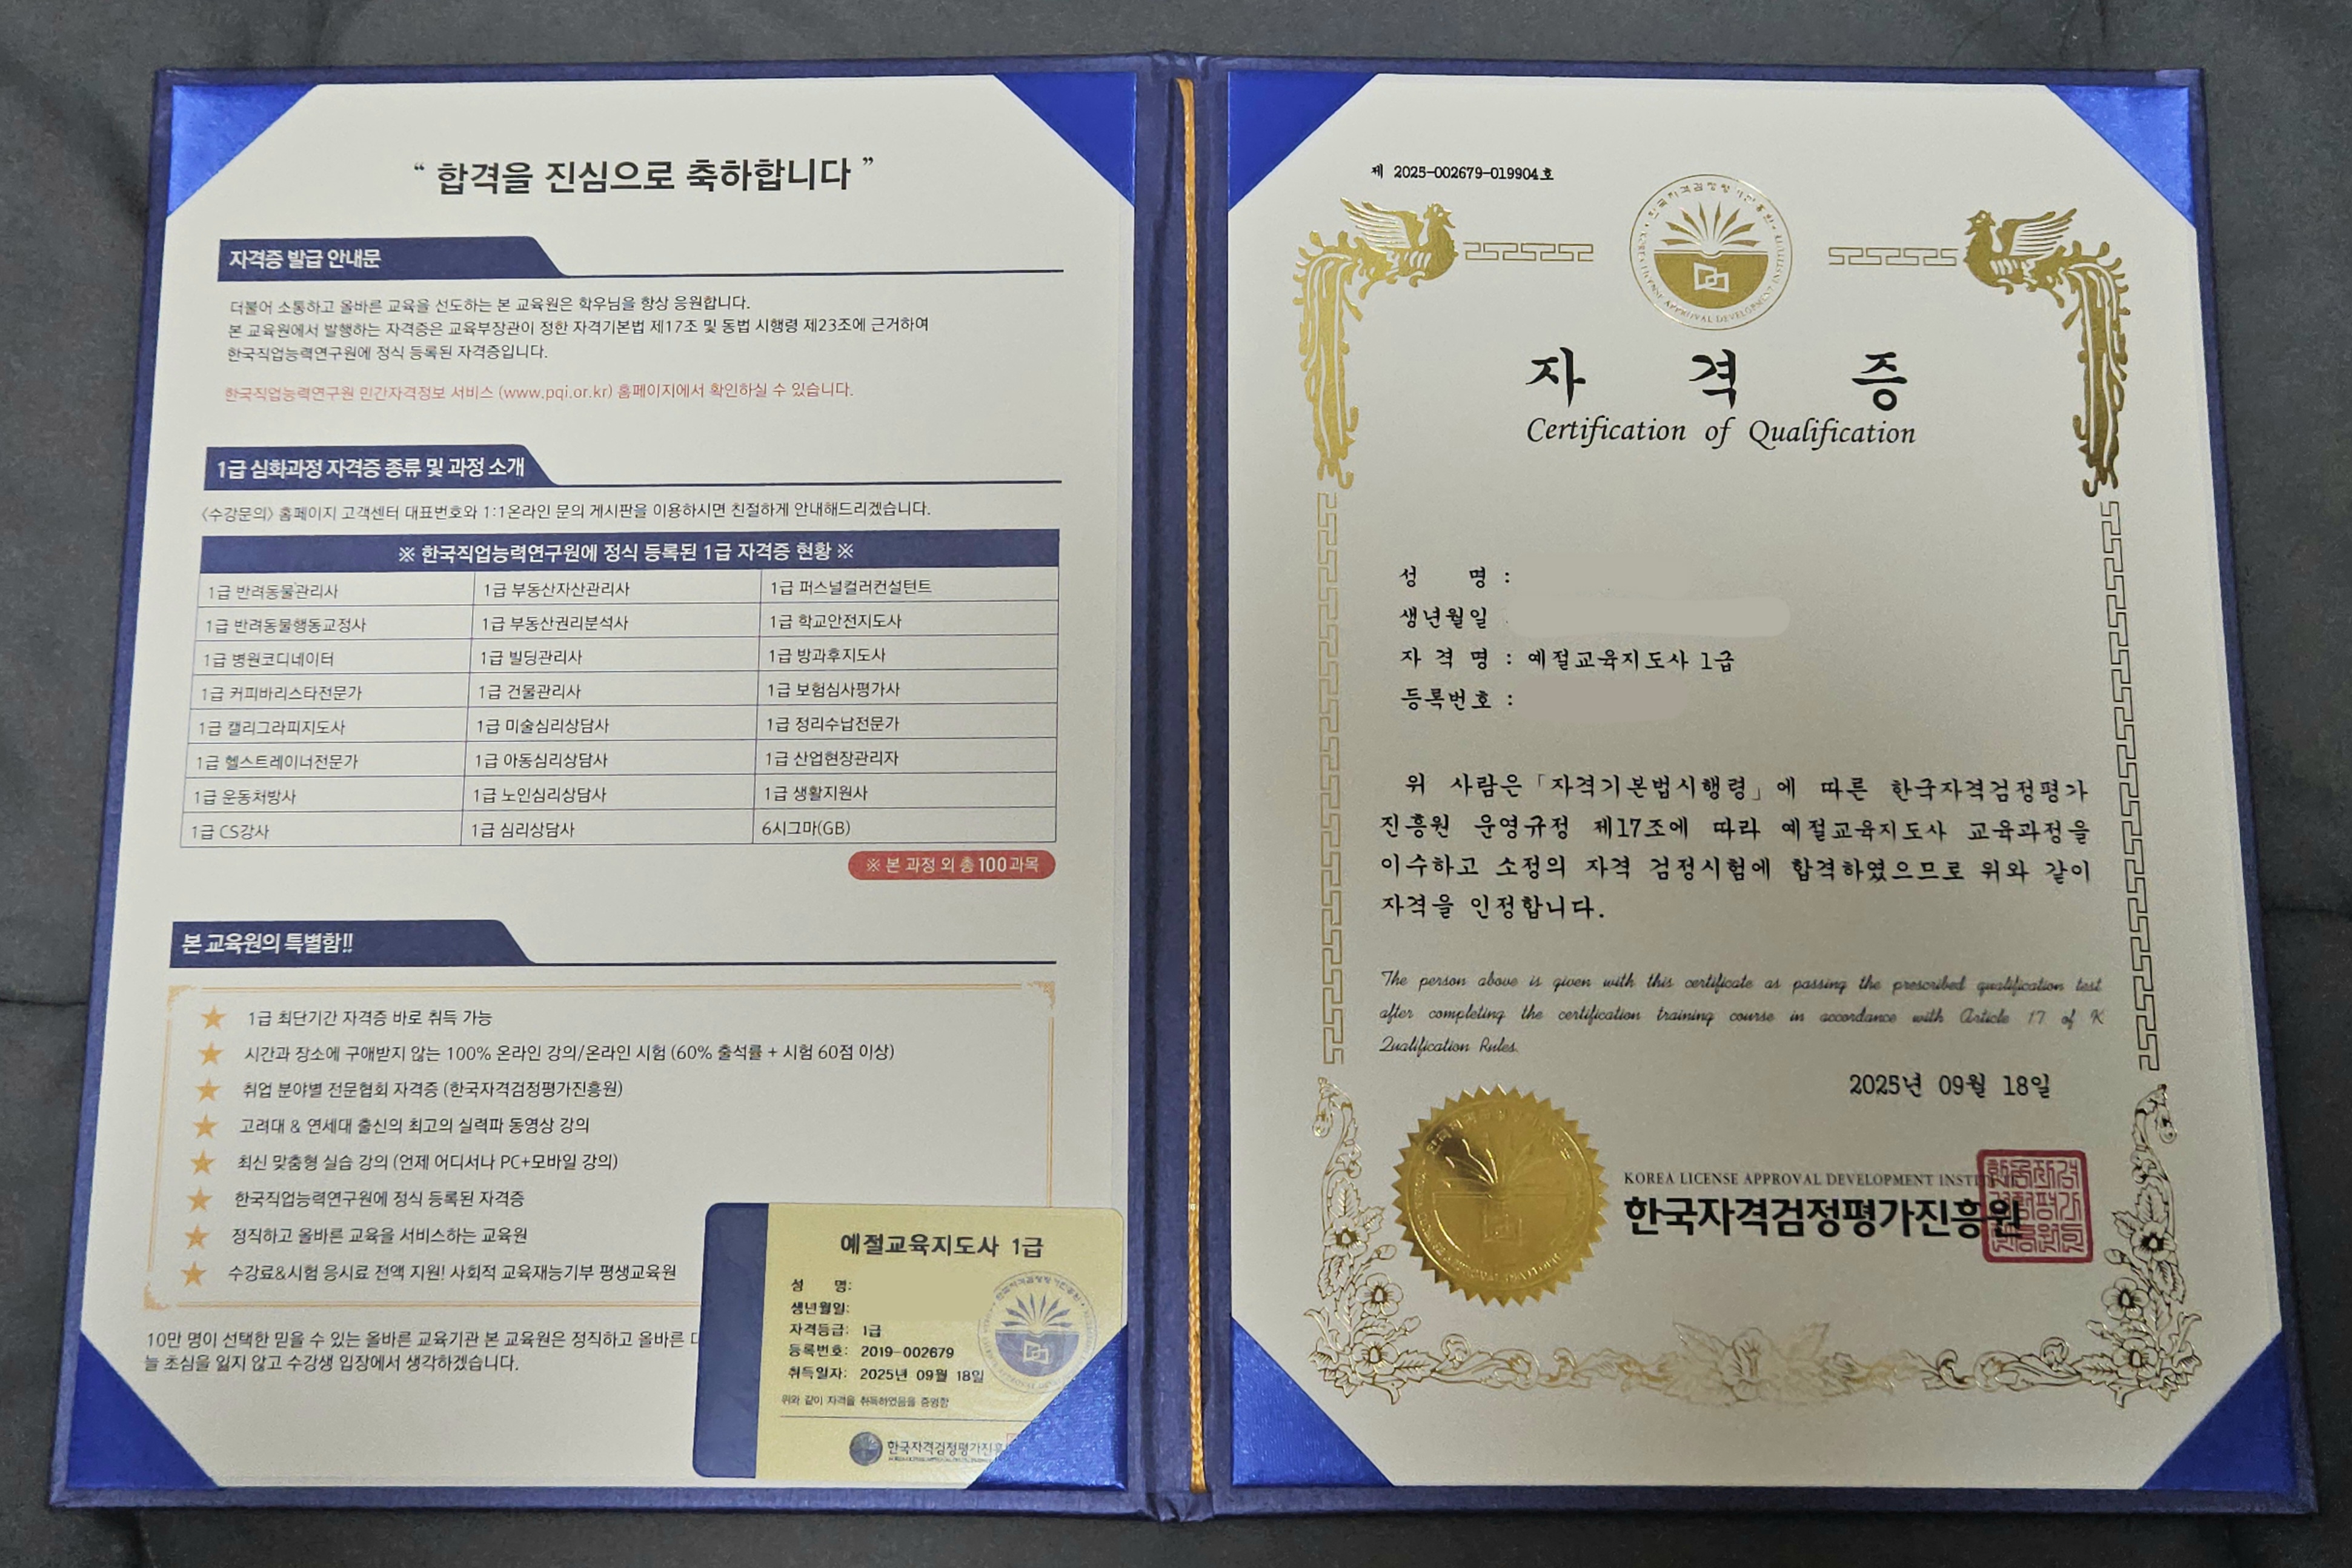 “ 합격을 진심으로 축하합니다 ”
자격증 발급 안내문
더불어 소통하고 올바른 교육을 선도하는 본 교육원은 학우님을 항상 응원합니다.
본 교육원에서 발행하는 자격증은 교육부장관이 정한 자격기본법 제17조 및 동법 시행령 제23조에 근거하여
한국직업능력연구원에 정식 등록된 자격증입니다.
한국직업능력연구원 민간자격정보 서비스 (www.pqi.or.kr) 홈페이지에서 확인하실 수 있습니다.
1급 심화과정 자격증 종류 및 과정 소개
〈수강문의〉 홈페이지 고객센터 대표번호와 1:1온라인 문의 게시판을 이용하시면 친절하게 안내해드리겠습니다.
※ 한국직업능력연구원에 정식 등록된 1급 자격증 현황 ※
1급 반려동물관리사 1급 부동산자산관리사 1급 퍼스널컬러컨설턴트
1급 반려동물행동교정사 1급 부동산권리분석사 1급 학교안전지도사
1급 병원코디네이터 1급 빌딩관리사 1급 방과후지도사
1급 커피바리스타전문가 1급 건물관리사 1급 보험심사평가사
1급 캘리그라피지도사 1급 미술심리상담사 1급 정리수납전문가
1급 헬스트레이너전문가 1급 아동심리상담사 1급 산업현장관리자
1급 운동처방사 1급 노인심리상담사 1급 생활지원사
1급 CS강사 1급 심리상담사 6시그마(GB)
※ 본 과정 외 총 100과목
본 교육원의 특별함!!
1급 최단기간 자격증 바로 취득 가능
시간과 장소에 구애받지 않는 100% 온라인 강의/온라인 시험 (60% 출석률 + 시험 60점 이상)
취업 분야별 전문협회 자격증 (한국자격검정평가진흥원)
고려대 & 연세대 출신의 최고의 실력파 동영상 강의
최신 맞춤형 실습 강의 (언제 어디서나 PC+모바일 강의)
한국직업능력연구원에 정식 등록된 자격증
정직하고 올바른 교육을 서비스하는 교육원
수강료&시험 응시료 전액 지원! 사회적 교육재능기부 평생교육원
10만 명이 선택한 믿을 수 있는 올바른 교육기관 본 교육원은 정직하고 올바른
늘 초심을 잃지 않고 수강생 입장에서 생각하겠습니다.
예절교육지도사 1급
성 명:
생년월일:
자격등급: 1급
등록번호: 2019-002679
취득일자: 2025년 09월 18일
위와 같이 자격을 취득하였음을 증명함
한국자격검정평가진흥
제 2025-002679-019904호
자 격 증
Certification of Qualification
성 명 :
생년월일
자 격 명 : 예절교육지도사 1급
등록번호 :
위 사람은「자격기본법시행령」에 따른 한국자격검정평가
진흥원 운영규정 제17조에 따라 예절교육지도사 교육과정을
이수하고 소정의 자격 검정시험에 합격하였으므로 위와 같이
자격을 인정합니다.
The person above is given with this certificate as passing the prescribed qualification test
after completing the certification training course in accordance with Article 17 of K
Qualification Rules.
2025년 09월 18일
KOREA LICENSE APPROVAL DEVELOPMENT
한국자격검정평가진흥원